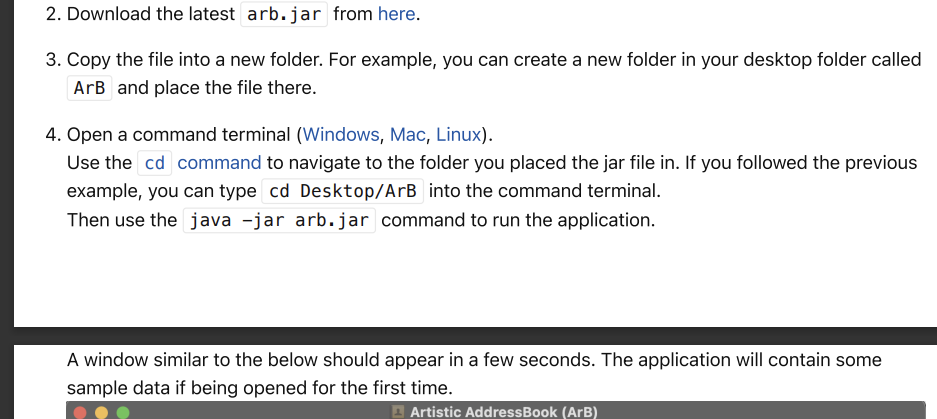 2. Download the latest arb.jar from here.
3. Copy the file into a new folder. For example, you can create a new folder in your desktop folder called
ArB and place the file there.
4. Open a command terminal (Windows, Mac, Linux).
Use the cd command to navigate to the folder you placed the jar file in. If you followed the previous
example, you can type cd Desktop/ArB into the command terminal.
Then use the java -jar arb.jar command to run the application.
A window similar to the below should appear in a few seconds. The application will contain some
sample data if being opened for the first time.
Artistic AddressBook (ArB)